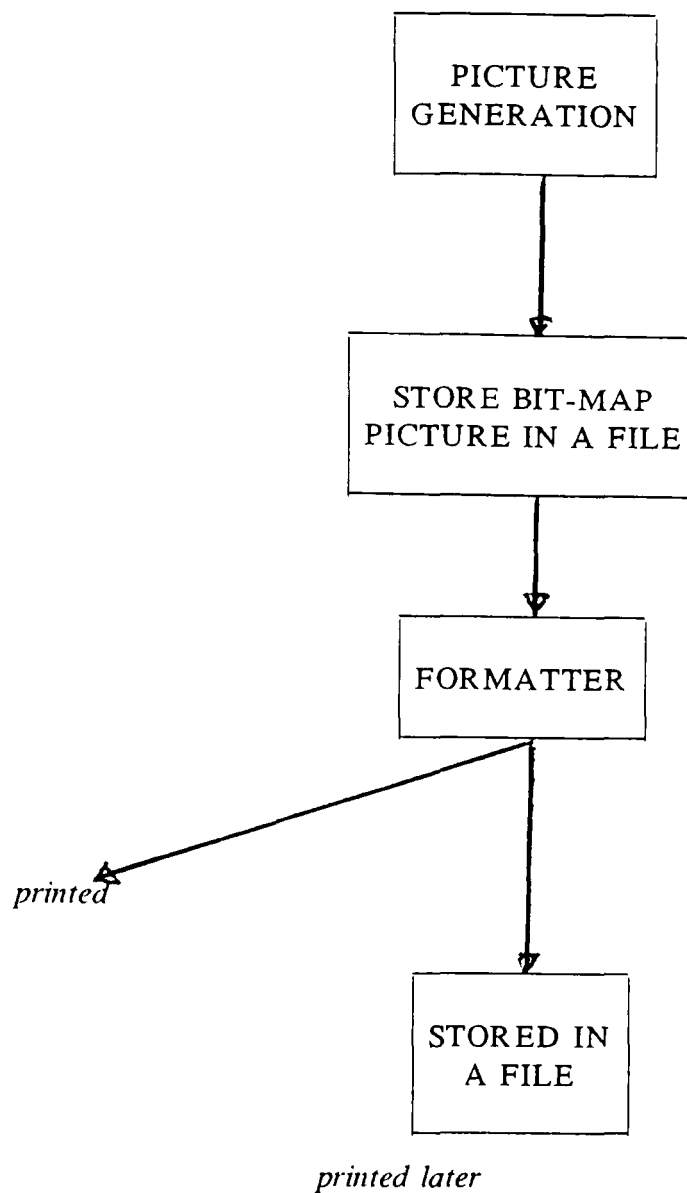 PICTURE
GENERATION
STORE BIT-MAP
PICTURE IN A FILE
FORMATTER
printed
STORED IN
A FILE
printed later